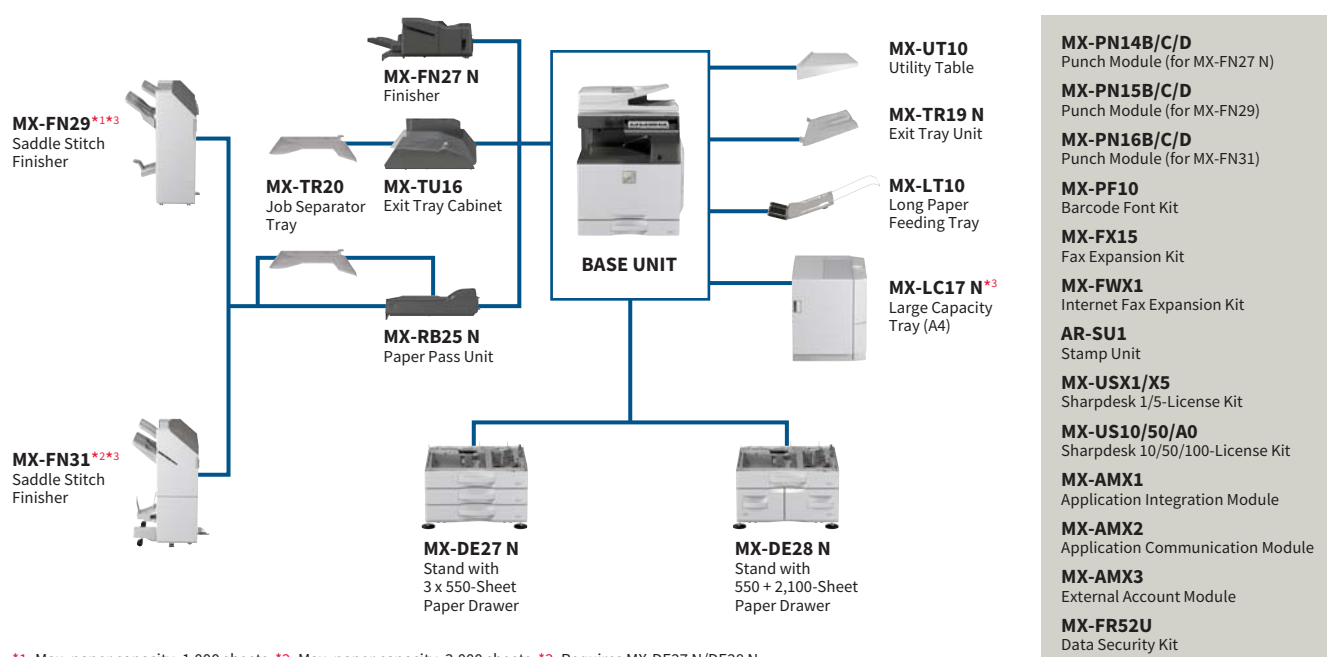 MX-FN27 N
Finisher
MX-FN29*1*3
Saddle Stitch
Finisher
MX-TR20
Job Separator
Tray
MX-TU16
Exit Tray Cabinet
MX-RB25 N
Paper Pass Unit
MX-FN31*2*3
Saddle Stitch
Finisher
BASE UNIT
MX-UT10
Utility Table
MX-TR19 N
Exit Tray Unit
MX-LT10
Long Paper
Feeding Tray
MX-LC17 N*3
Large Capacity
Tray (A4)
MX-DE27 N
Stand with
3 x 550-Sheet
Paper Drawer
MX-DE28 N
Stand with
550 + 2,100-Sheet
Paper Drawer
MX-PN14B/C/D
Punch Module (for MX-FN27 N)
MX-PN15B/C/D
Punch Module (for MX-FN29)
MX-PN16B/C/D
Punch Module (for MX-FN31)
MX-PF10
Barcode Font Kit
MX-FX15
Fax Expansion Kit
MX-FWX1
Internet Fax Expansion Kit
AR-SU1
Stamp Unit
MX-USX1/X5
Sharpdesk 1/5-License Kit
MX-US10/50/A0
Sharpdesk 10/50/100-License Kit
MX-AMX1
Application Integration Module
MX-AMX2
Application Communication Module
MX-AMX3
External Account Module
MX-FR52U
Data Security Kit